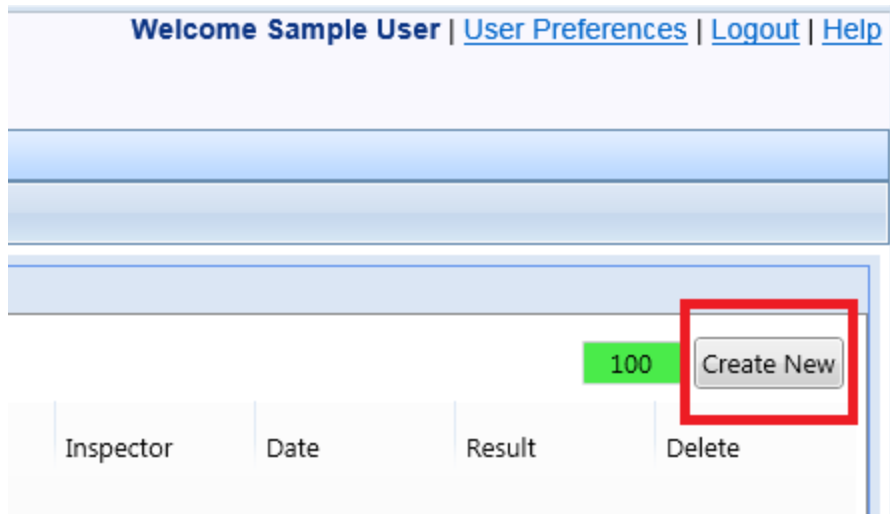 Welcome Sample User | User Preferences | Logout | Help
100 Create New
Inspector Date Result Delete